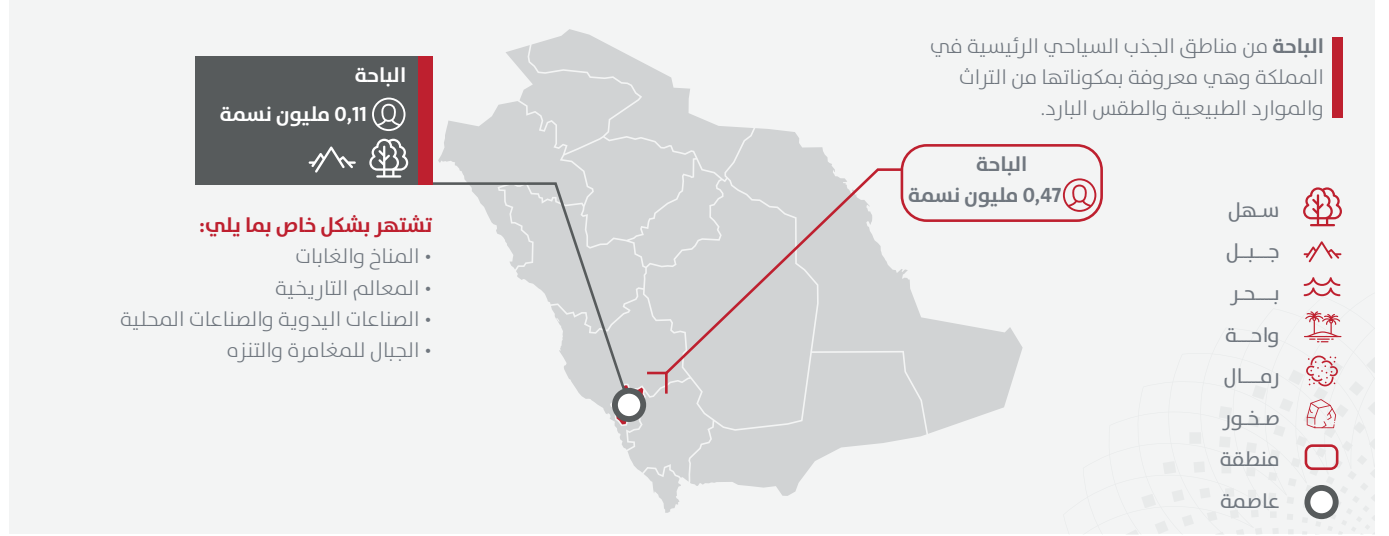 الباحة من مناطق الجذب السياحي الرئيسية في
المملكة وهي معروفة بمكوناتها من التراث
والموارد الطبيعية والطقس البارد.
الباحة
0,47 مليون نسمة
الباحة
0,11 مليون نسمة
تشتهر بشكل خاص بما يلي:
• المناخ والغابات
• المعالم التاريخية
• الصناعات اليدوية والصناعات المحلية
• الجبال للمغامرة والتنزه
سـهل
جـبـل
بــحـر
واحــة
رمـــال
صـخـور
منطقة
عاصمة